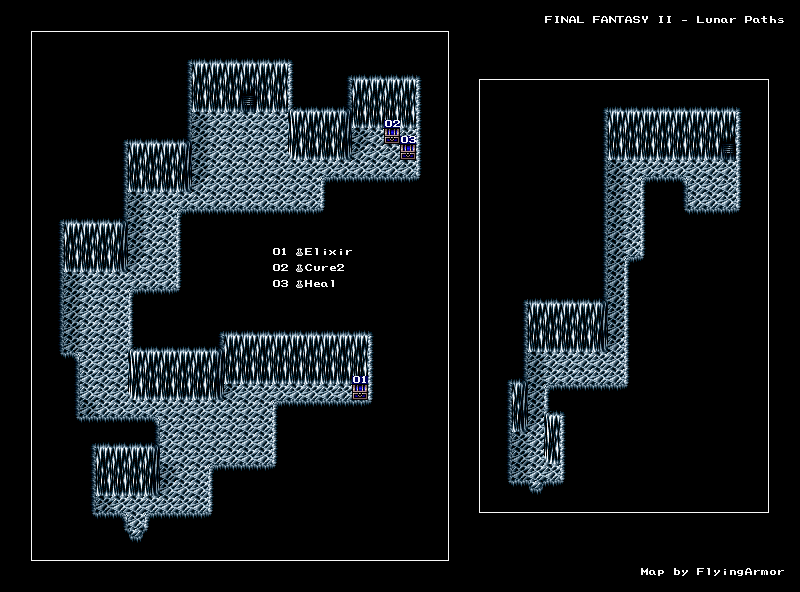 FINAL FANTASY II - Lunar Paths
02
03
01 Elixir
02 Cure2
03 Heal
01
Map by FlyingArmor